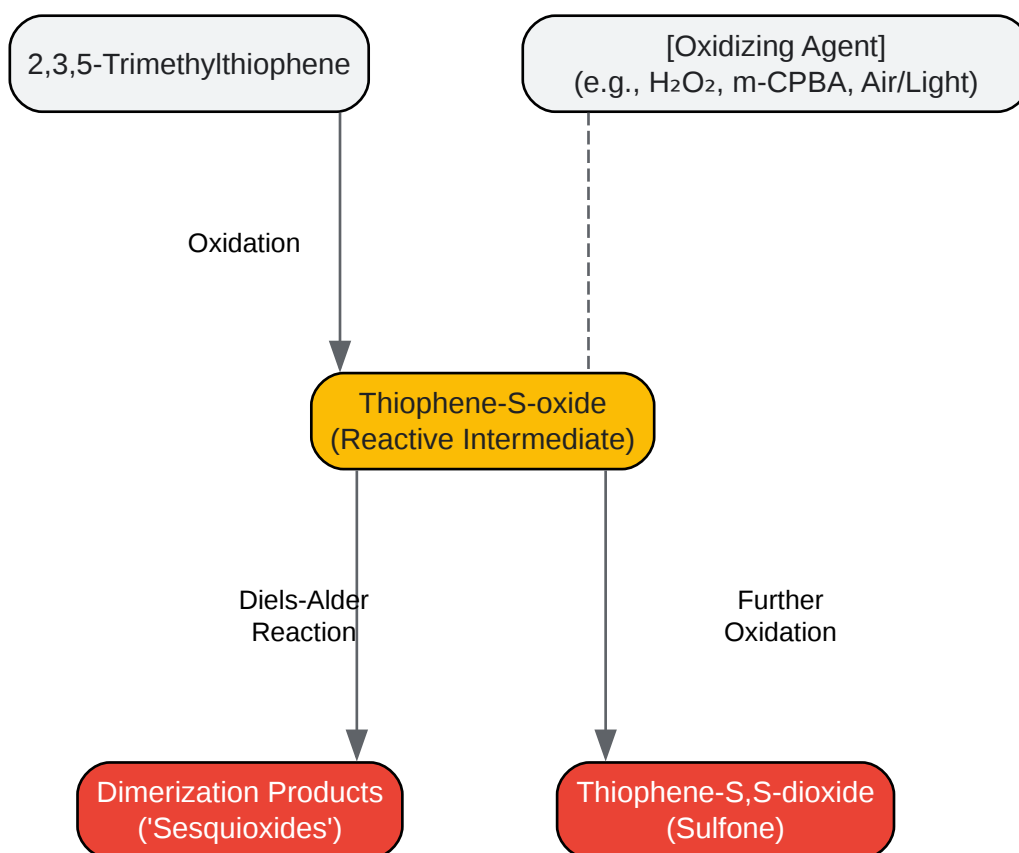 2,3,5-Trimethylthiophene
[Oxidizing Agent]
(e.g., H₂O₂, m-CPBA, Air/Light)
Oxidation
Thiophene-S-oxide
(Reactive Intermediate)
Diels-Alder
Reaction
Further
Oxidation
Dimerization Products
('Sesquioxides')
Thiophene-S,S-dioxide
(Sulfone)